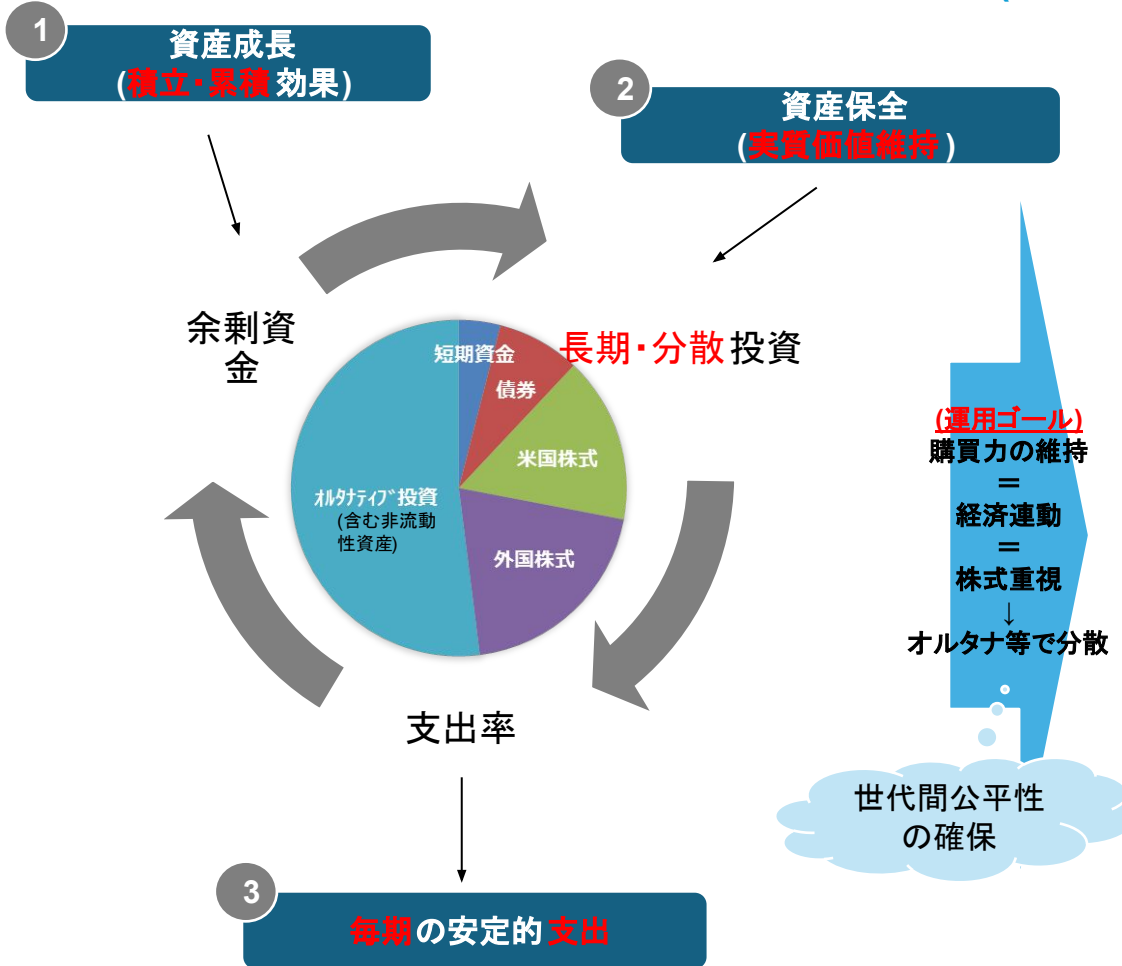 1
資産成長
(積立・累積効果)
2
資産保全
(実質価値維持)
余剰資
金
長期・分散投資
短期資金
債券
米国株式
外国株式
ｵﾙﾀﾅﾃｨﾌﾞ投資
(含む非流動
性資産)
支出率
3
毎期の安定的支出
(運用ゴール)
購買力の維持
＝
経済連動
＝
株式重視
↓
オルタナ等で分散
世代間公平性
の確保